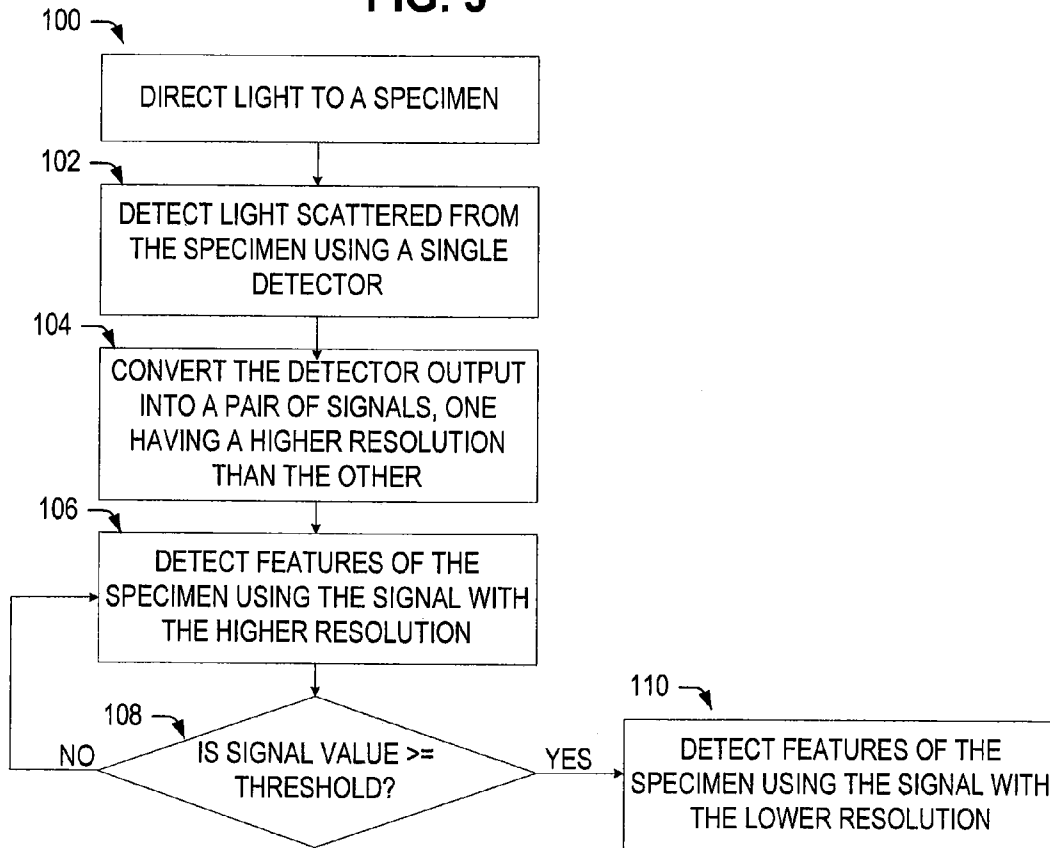 100
DIRECT LIGHT TO A SPECIMEN
102
DETECT LIGHT SCATTERED FROM
THE SPECIMEN USING A SINGLE
DETECTOR
104
CONVERT THE DETECTOR OUTPUT
INTO A PAIR OF SIGNALS, ONE
HAVING A HIGHER RESOLUTION
THAN THE OTHER
106
DETECT FEATURES OF THE
SPECIMEN USING THE SIGNAL WITH
THE HIGHER RESOLUTION
108
IS SIGNAL VALUE >=
THRESHOLD?
NO
YES
110
DETECT FEATURES OF THE
SPECIMEN USING THE SIGNAL WITH
THE LOWER RESOLUTION